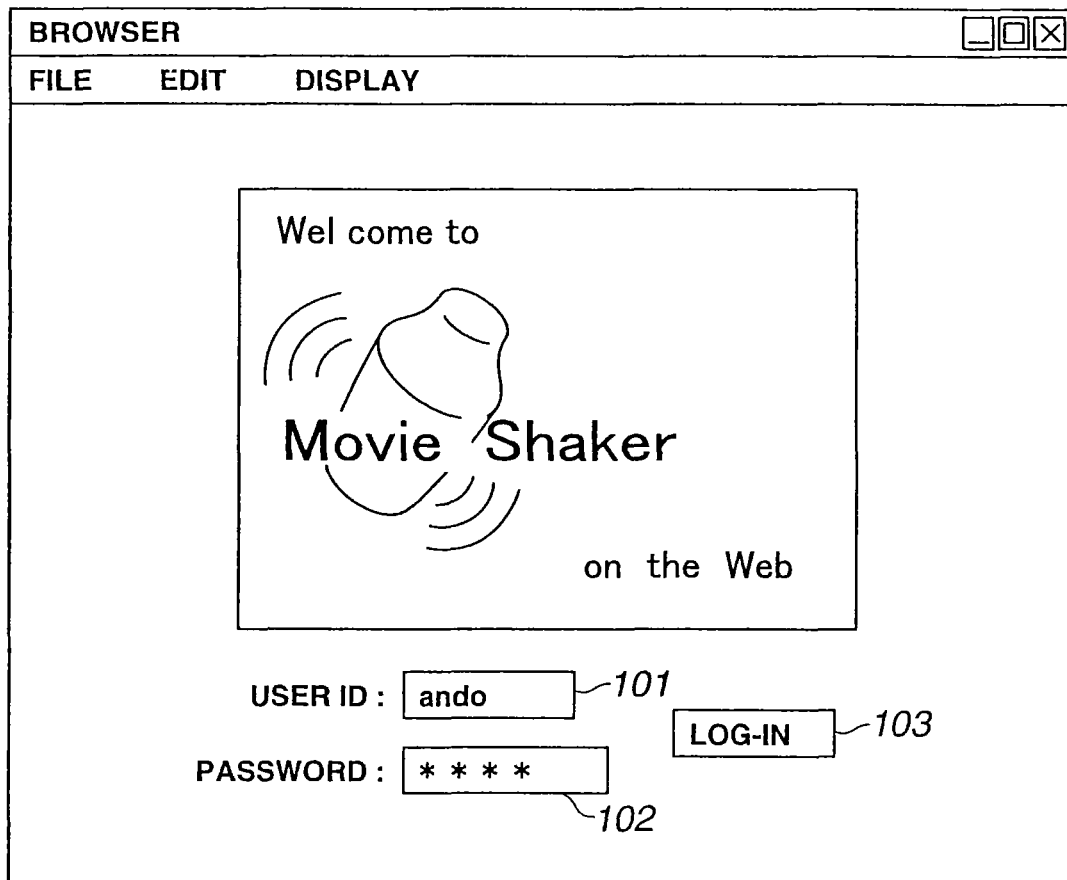 BROWSER
FILE EDIT DISPLAY
Wel come to
Movie Shaker
on the Web
USER ID : ando 101
LOG-IN 103
PASSWORD : * * * *
102